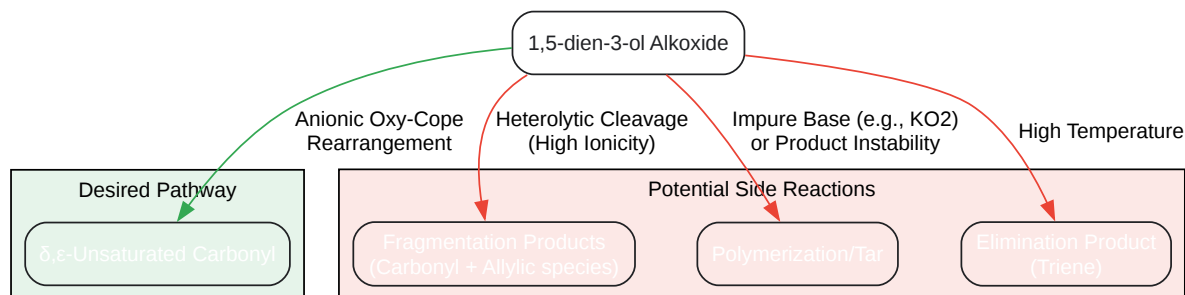 1,5-dien-3-ol Alkoxide
Anionic Oxy-Cope
Rearrangement
Heterolytic Cleavage
(High Ionicity)
Impure Base (e.g., KO2)
or Product Instability
High Temperature
Desired Pathway
δ,ε-Unsaturated Carbonyl
Potential Side Reactions
Fragmentation Products
(Carbonyl + Allylic species)
Polymerization/Tar
Elimination Product
(Triene)